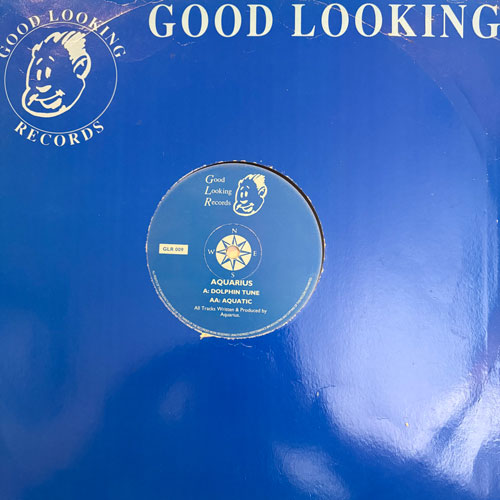 GOOD LOOKING
RECORDS
GOOD LOOKING
Good
Looking
Records
N
W E
S
GLR 009
AQUARIUS
A: DOLPHIN TUNE
AA: AQUATIC
All Tracks Written & Produced by
Aquarius.